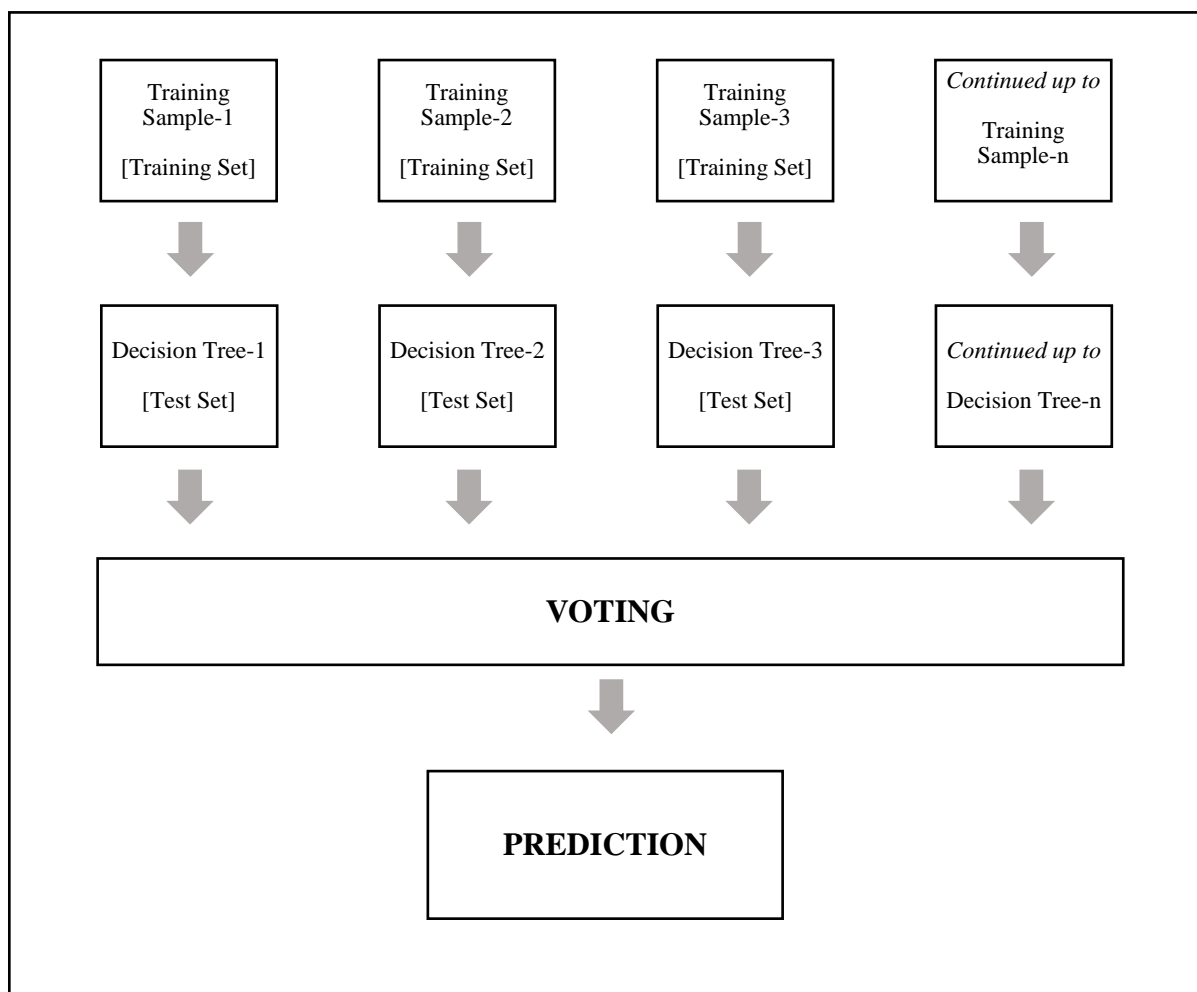 Training
Sample-1
[Training Set]
Training
Sample-2
[Training Set]
Training
Sample-3
[Training Set]
Continued up to
Training
Sample-n
Decision Tree-1
[Test Set]
Decision Tree-2
[Test Set]
Decision Tree-3
[Test Set]
Continued up to
Decision Tree-n
VOTING
PREDICTION